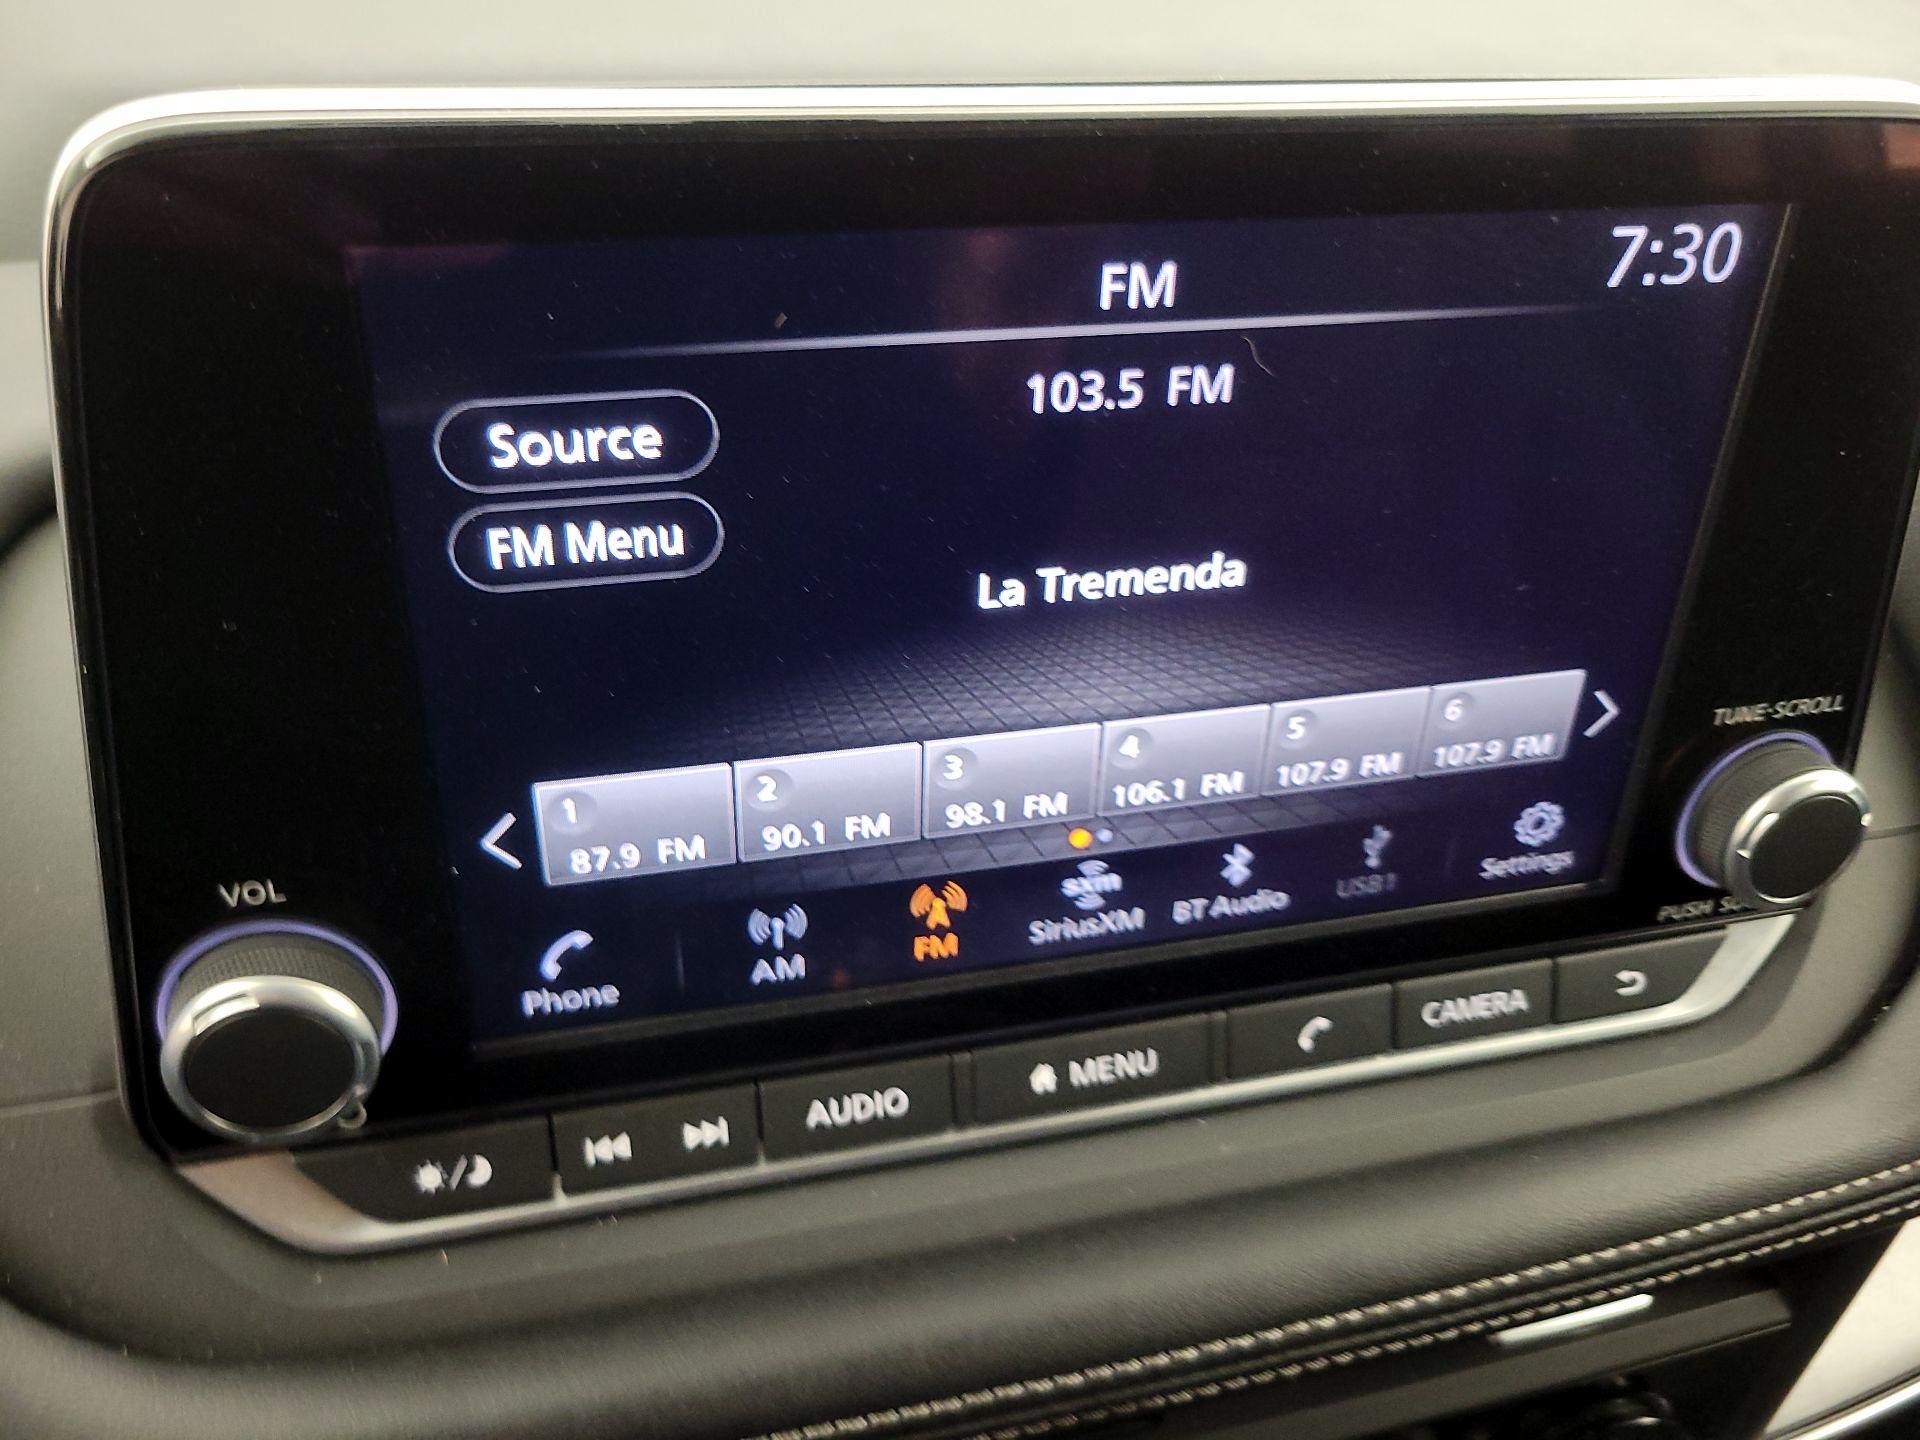 7:30
FM
103.5 FM
Source
FM Menu
La Tremenda
TUNE·SCROLL
1
87.9 FM
2
90.1 FM
3
98.1 FM
4
106.1 FM
5
107.9 FM
6
107.9 FM
VOL
Phone
AM
FM
sxm
SiriusXM
BT Audio
USB1
Settings
PUSH
AUDIO
MENU
CAMERA